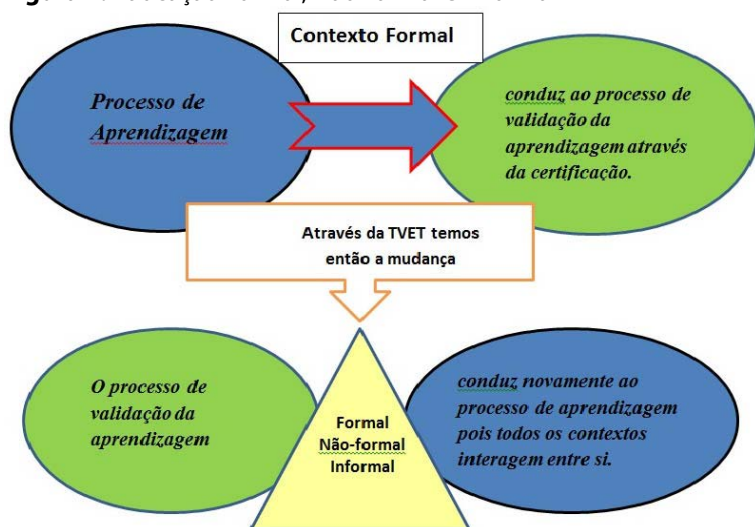 Contexto Formal
Processo de
Aprendizagem
conduz ao processo de
validação da
aprendizagem através
da certificação.
Através da TVET temos
então a mudança
O processo de
validação da
aprendizagem
Formal
Não-formal
Informal
conduz novamente ao
processo de aprendizagem
pois todos os contextos
interagem entre si.